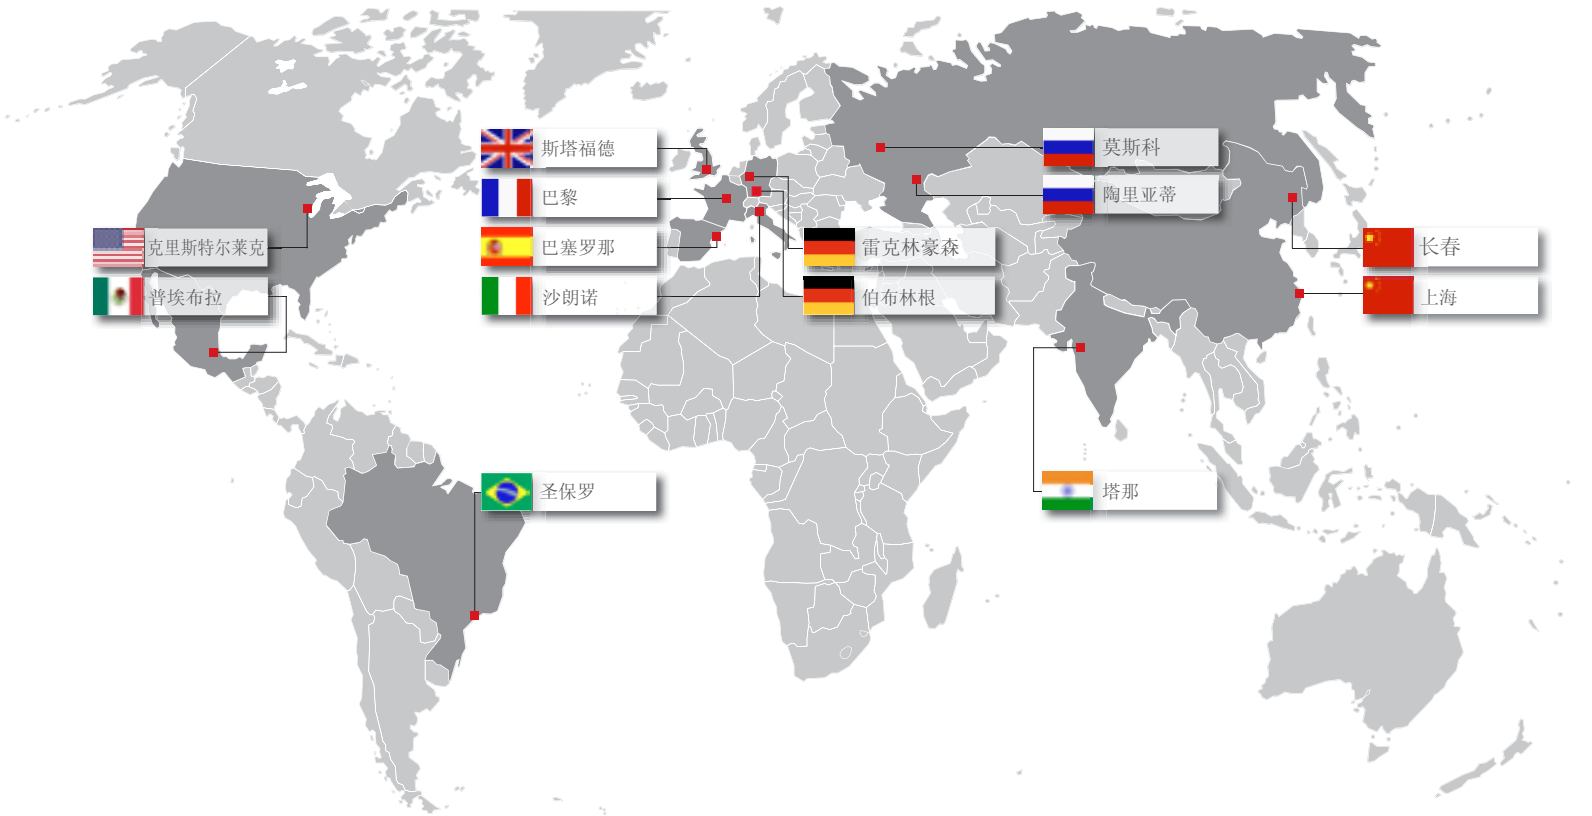 斯塔福德
莫斯科
巴黎
陶里亚蒂
克里斯特尔莱克
巴塞罗那
雷克林豪森
长春
普埃布拉
沙朗诺
伯布林根
上海
圣保罗
塔那